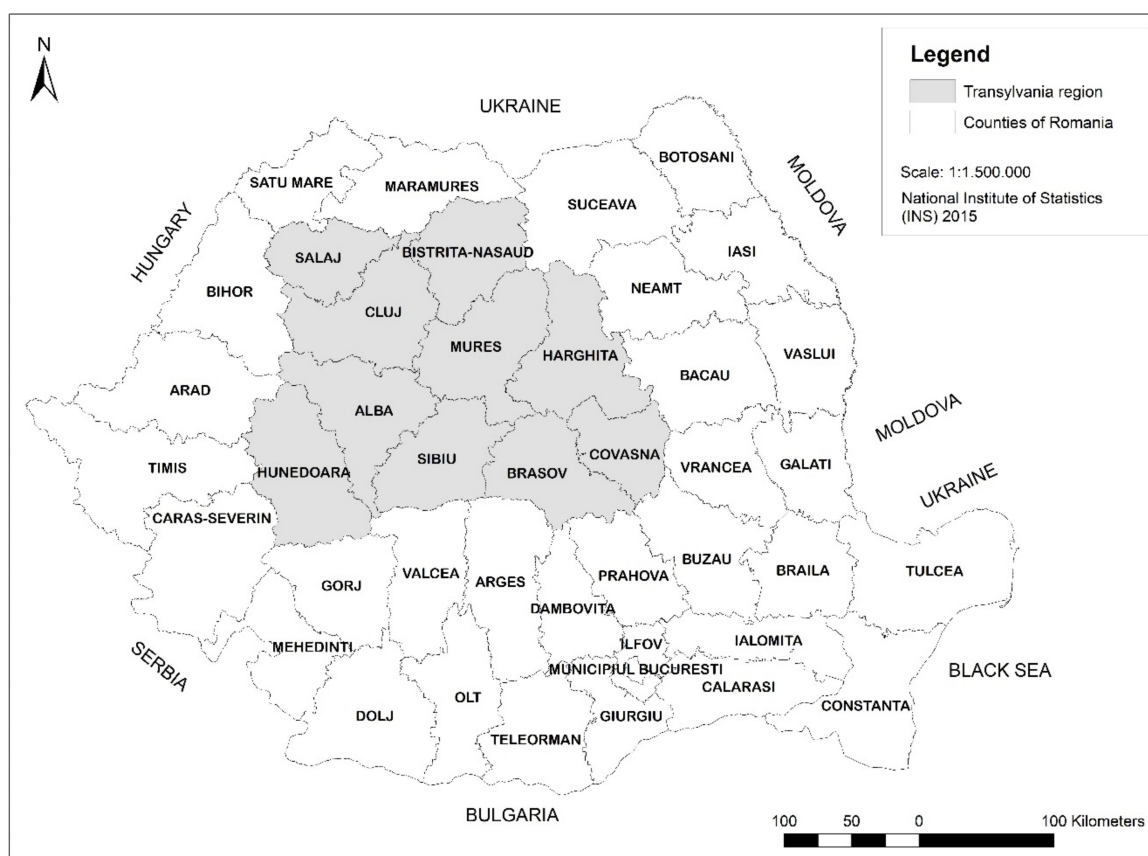 N
UKRAINE
Legend
Transylvania region
Counties of Romania
Scale: 1:1.500.000
National Institute of Statistics
(INS) 2015
BOTOSANI
MOLDOVA
SATU MARE
MARAMURES
SUCEAVA
HUNGARY
SALAJ
BISTRITA-NASAUD
IASI
BIHOR
NEAMT
CLUJ
MURES
HARGHITA
VASLUI
BACAU
ARAD
ALBA
MOLDOVA
TIMIS
HUNEDOARA
SIBIU
BRASOV
COVASNA
VRANCEA
GALATI
UKRAINE
CARAS-SEVERIN
GORJ
VALCEA
ARGES
PRAHOVA
BUZAU
BRAILA
TULCEA
DAMBOVITA
MEHEDINTI
ILFOV
IALOMITA
SERBIA
MUNICIPIUL BUCURESTI
BLACK SEA
CALARASI
OLT
CONSTANTA
DOLJ
GIURGIU
TELEORMAN
BULGARIA
100 50 0 100 Kilometers